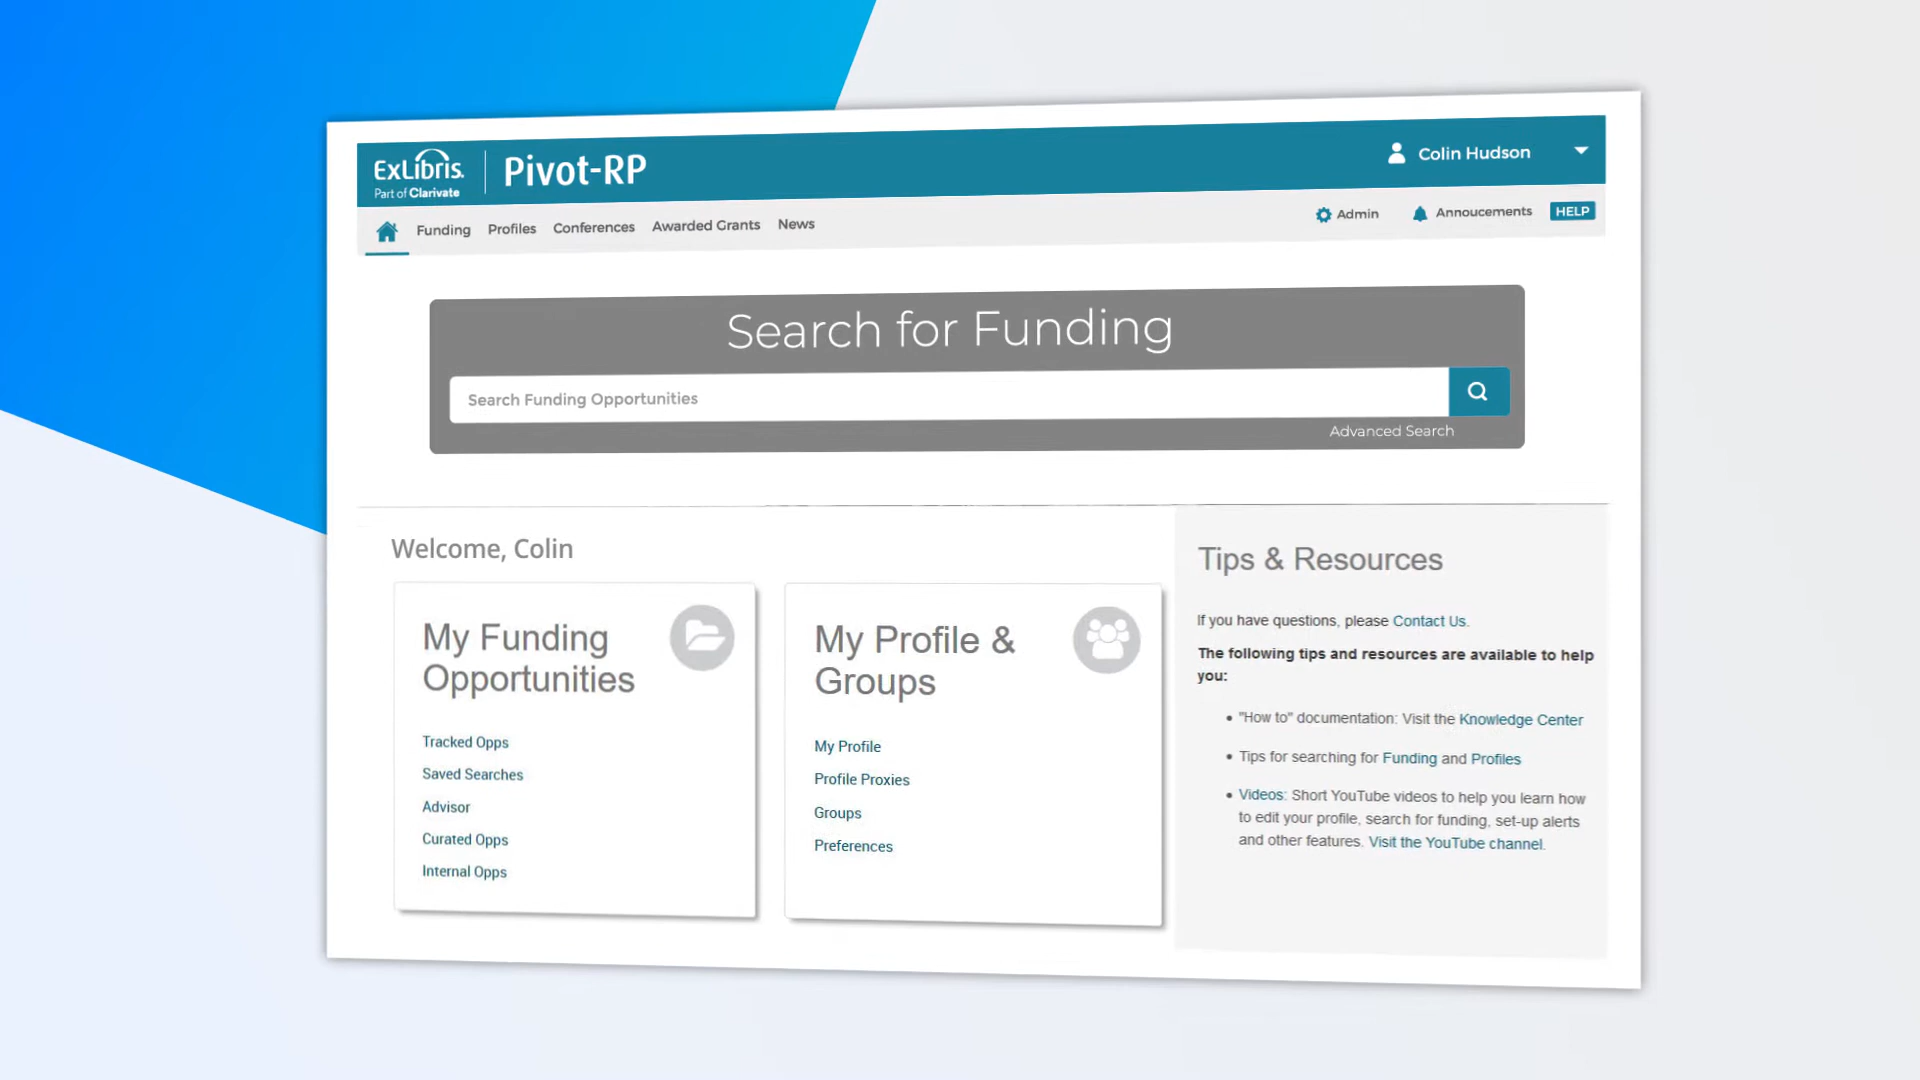 ExLibris.
Part of Clarivate
Pivot-RP
Colin Hudson
Funding Profiles Conferences Awarded Grants News
Admin Annoucements HELP
Search for Funding
Search Funding Opportunities
Advanced Search
Welcome, Colin
My Funding
Opportunities
Tracked Opps
Saved Searches
Advisor
Curated Opps
Internal Opps
My Profile &
Groups
My Profile
Profile Proxies
Groups
Preferences
Tips & Resources
If you have questions, please Contact Us.
The following tips and resources are available to help
you:
• "How to" documentation: Visit the Knowledge Center
• Tips for searching for Funding and Profiles
• Videos: Short YouTube videos to help you learn how
to edit your profile, search for funding, set-up alerts
and other features. Visit the YouTube channel.